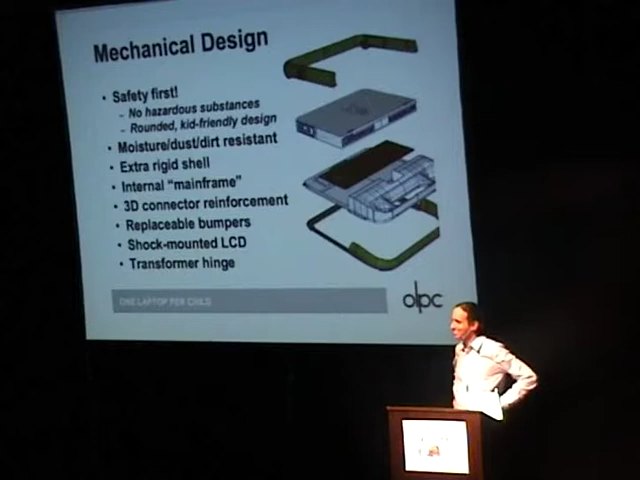 Mechanical Design
• Safety first!
– No hazardous substances
– Rounded, kid-friendly design
• Moisture/dust/dirt resistant
• Extra rigid shell
• Internal “mainframe”
• 3D connector reinforcement
• Replaceable bumpers
• Shock-mounted LCD
• Transformer hinge
ONE LAPTOP PER CHILD
olpc